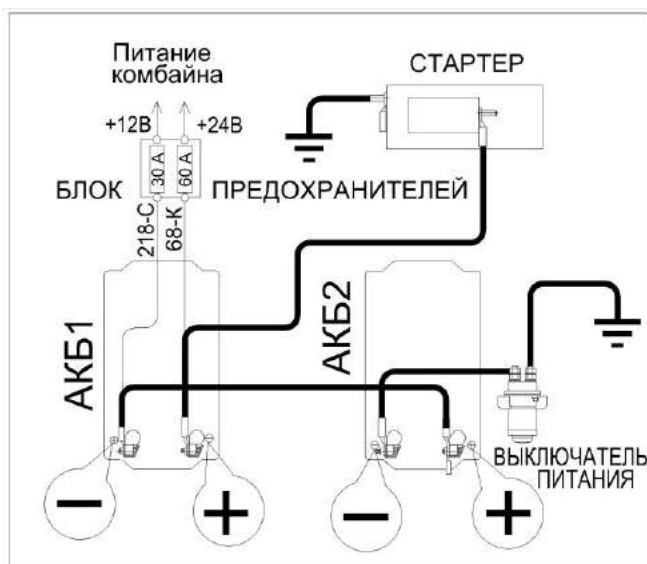 Питание
комбайна
СТАРТЕР
+12В +24В
30 А 60 А
БЛОК ПРЕДОХРАНИТЕЛЕЙ
218-С 68-К
АКБ1
АКБ2
ВЫКЛЮЧАТЕЛЬ
ПИТАНИЯ
− + − +